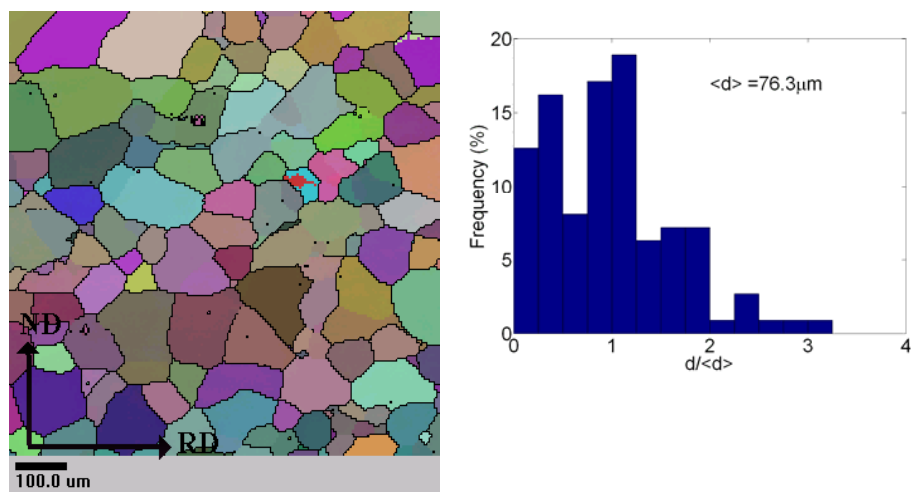 ND
RD
100.0 um
20
15
10
5
0
Frequency (%)
<d> =76.3μm
0 1 2 3 4
d/<d>